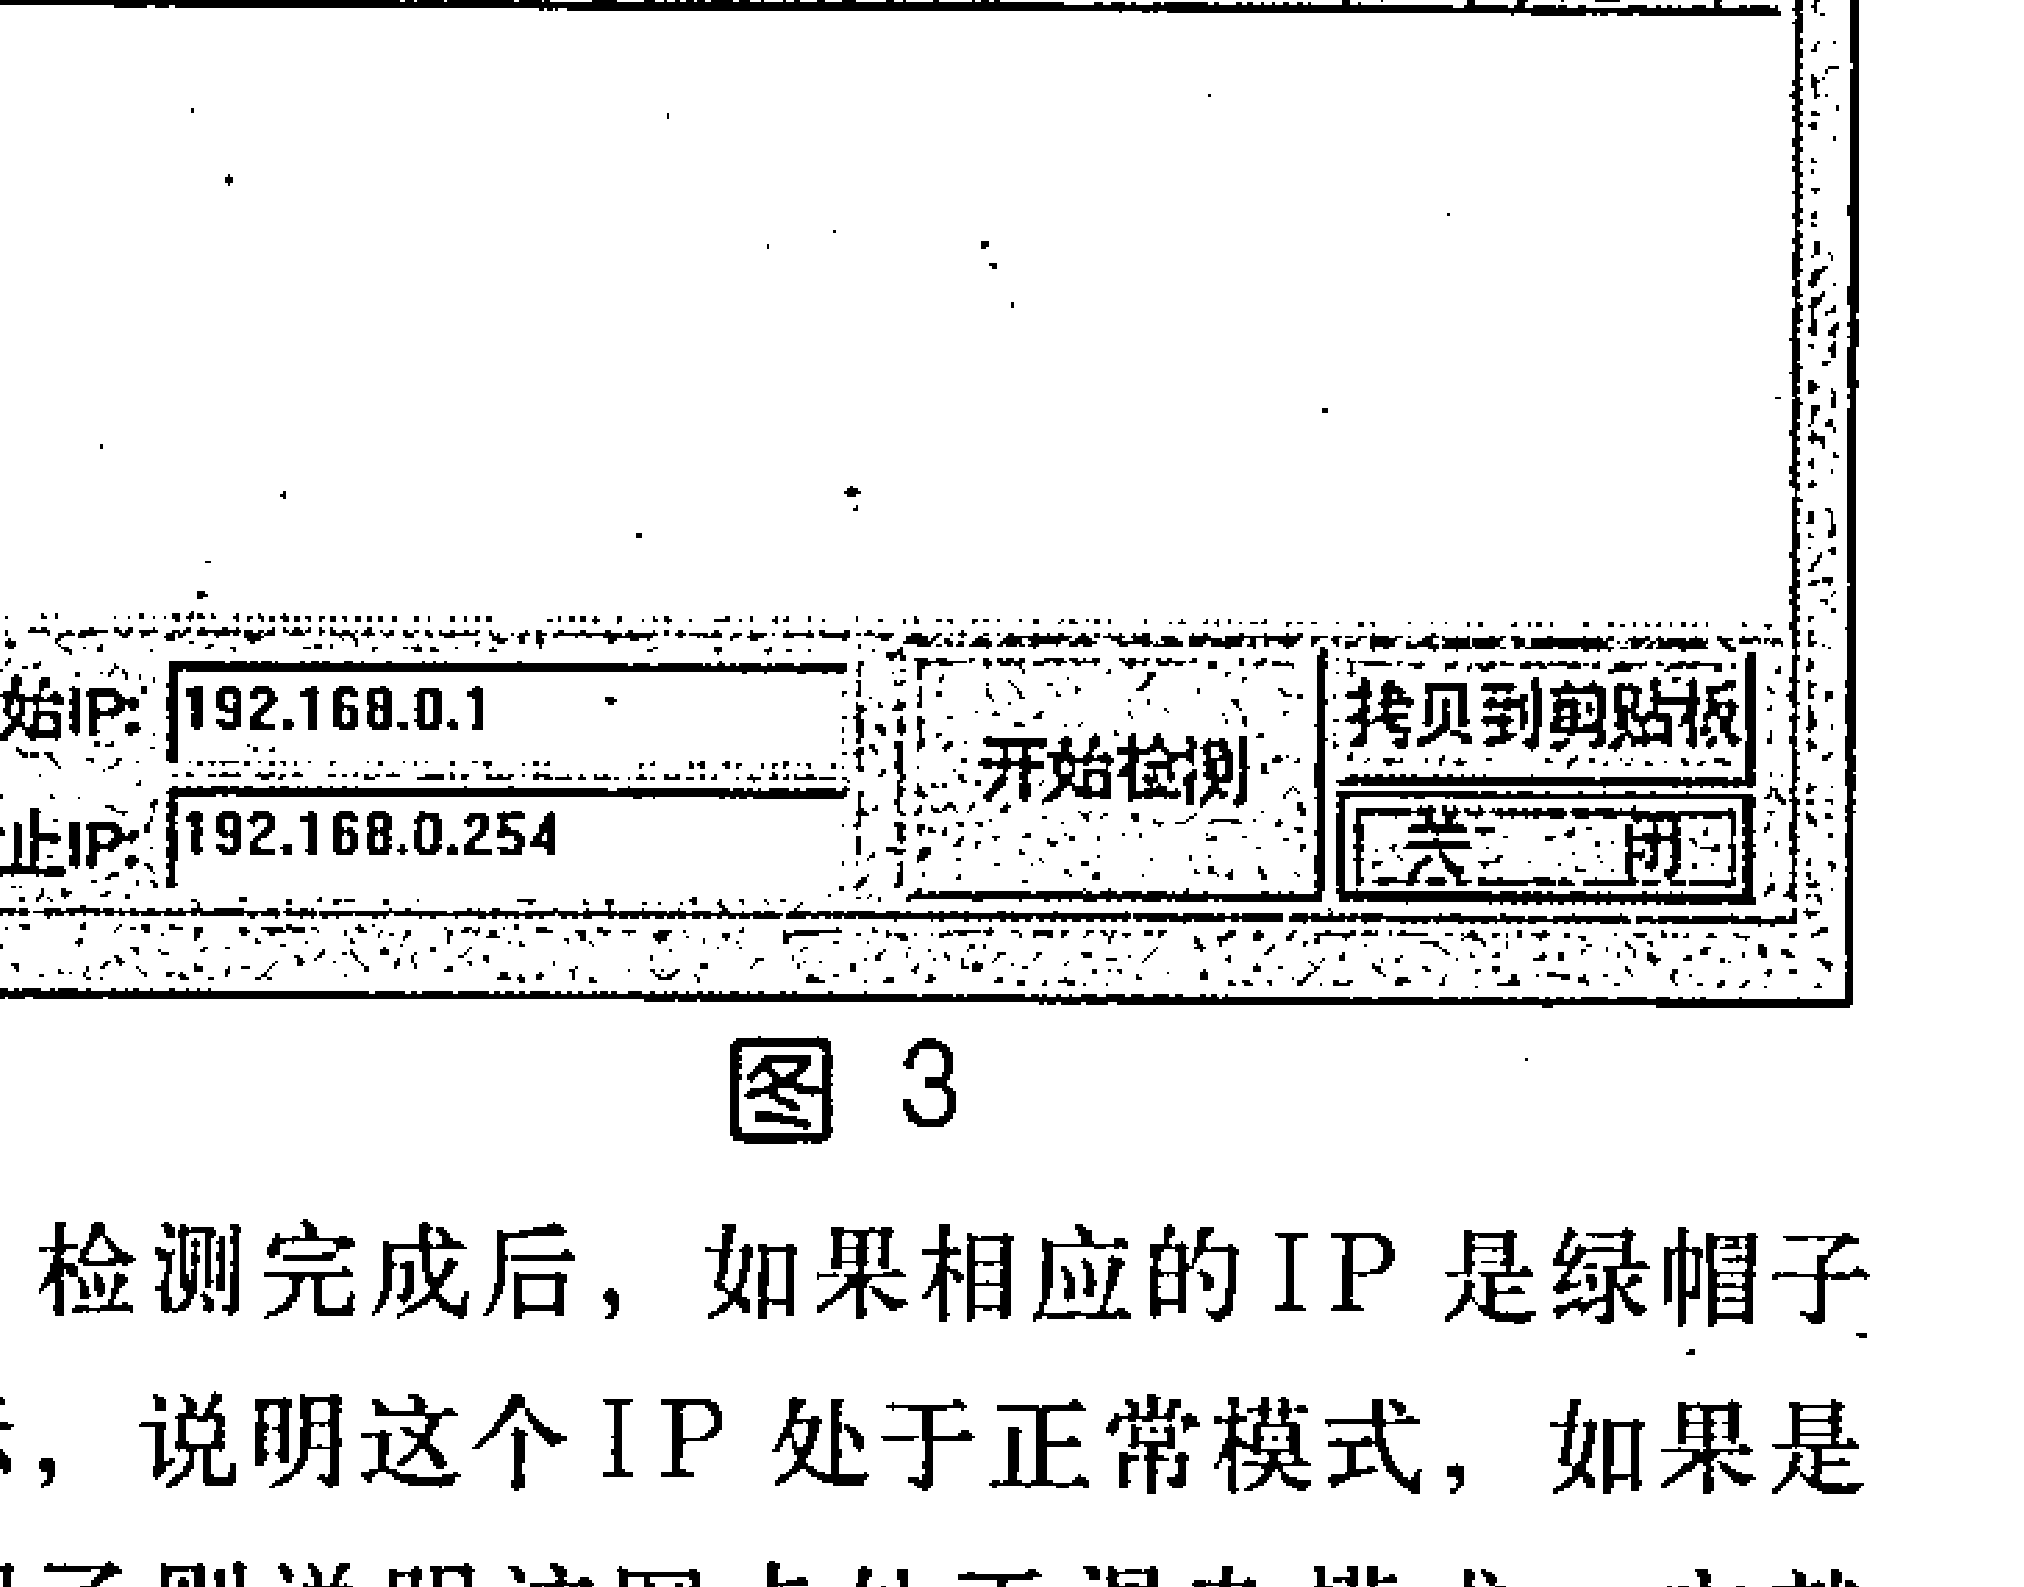 始IP: 192.168.0.1
止IP: 192.168.0.254
开始检测
拷贝到剪贴板
关 闭
图 3
检测完成后，如果相应的IP 是绿帽子
，说明这个IP 处于正常模式，如果是